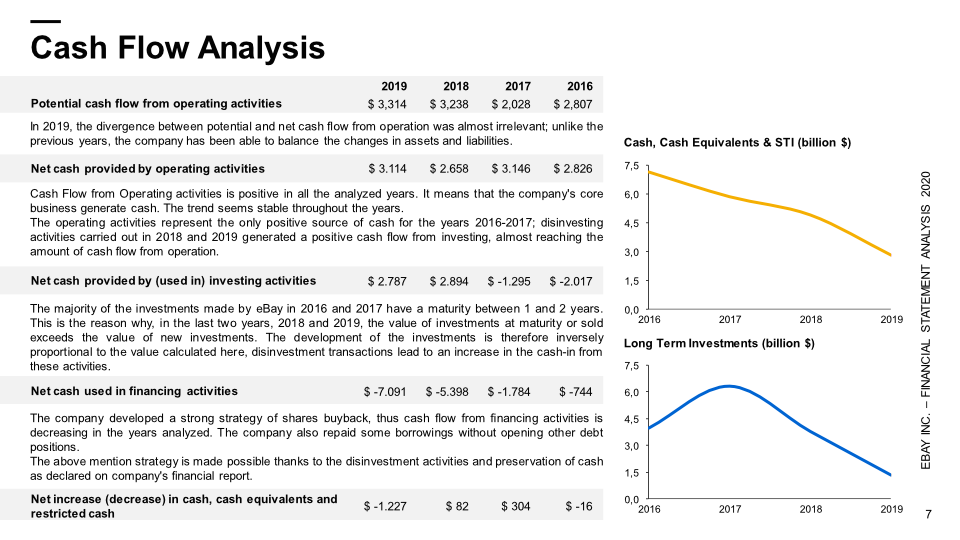 Cash Flow Analysis
2019 2018 2017 2016
Potential cash flow from operating activities $ 3,314 $ 3,238 $ 2,028 $ 2,807
In 2019, the divergence between potential and net cash flow from operation was almost irrelevant; unlike the
previous years, the company has been able to balance the changes in assets and liabilities.
Net cash provided by operating activities $ 3.114 $ 2.658 $ 3.146 $ 2.826
Cash Flow from Operating activities is positive in all the analyzed years. It means that the company's core
business generate cash. The trend seems stable throughout the years.
The operating activities represent the only positive source of cash for the years 2016-2017; disinvesting
activities carried out in 2018 and 2019 generated a positive cash flow from investing, almost reaching the
amount of cash flow from operation.
Net cash provided by (used in) investing activities $ 2.787 $ 2.894 $ -1.295 $ -2.017
The majority of the investments made by eBay in 2016 and 2017 have a maturity between 1 and 2 years.
This is the reason why, in the last two years, 2018 and 2019, the value of investments at maturity or sold
exceeds the value of new investments. The development of the investments is therefore inversely
proportional to the value calculated here, disinvestment transactions lead to an increase in the cash-in from
these activities.
Net cash used in financing activities $ -7.091 $ -5.398 $ -1.784 $ -744
The company developed a strong strategy of shares buyback, thus cash flow from financing activities is
decreasing in the years analyzed. The company also repaid some borrowings without opening other debt
positions.
The above mention strategy is made possible thanks to the disinvestment activities and preservation of cash
as declared on company's financial report.
Net increase (decrease) in cash, cash equivalents and
restricted cash $ -1.227 $ 82 $ 304 $ -16
Cash, Cash Equivalents & STI (billion $)
7,5
6,0
4,5
3,0
1,5
0,0
2016 2017 2018 2019
Long Term Investments (billion $)
7,5
6,0
4,5
3,0
1,5
0,0
2016 2017 2018 2019
EBAY INC. – FINANCIAL STATEMENT ANALYSIS 2020
7